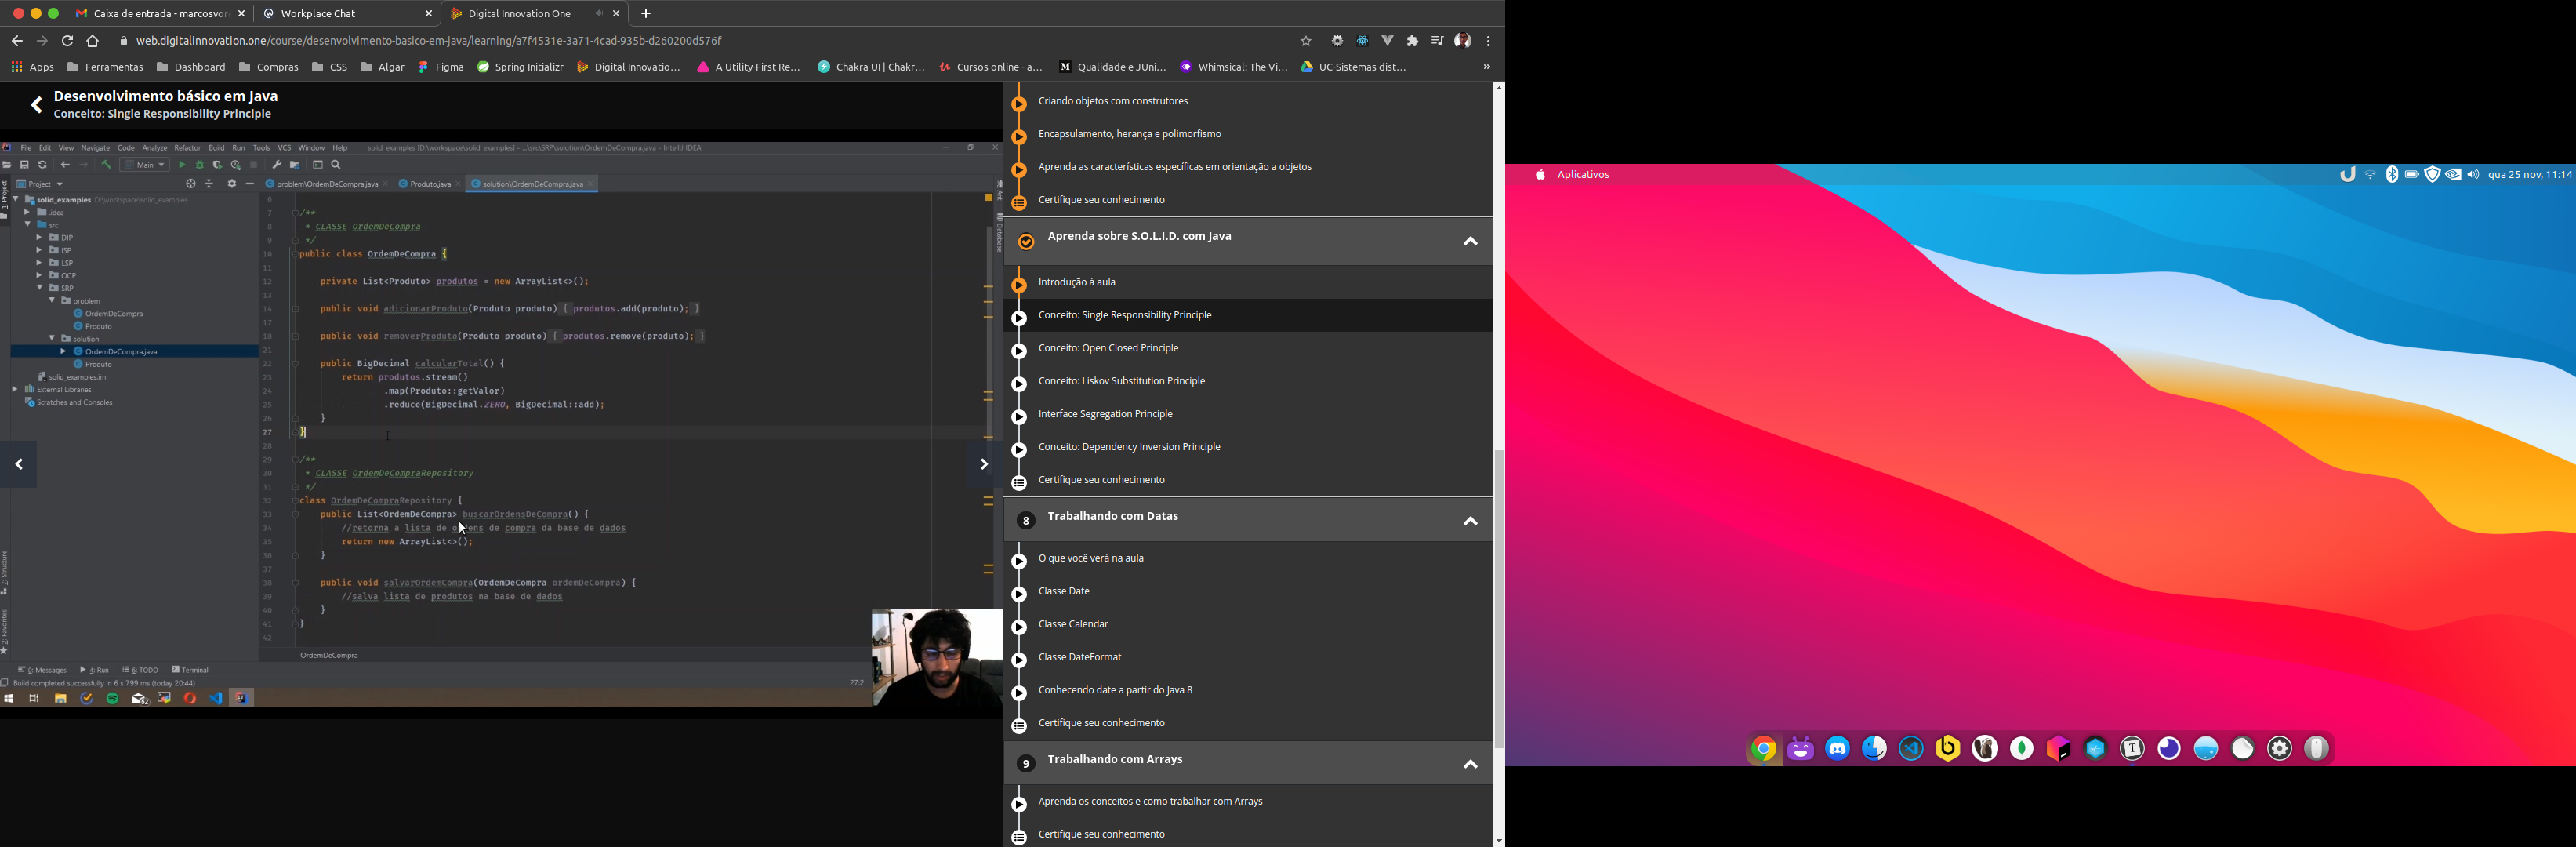 Caixa de entrada - marcosvor
Workplace Chat
Digital Innovation One
web.digitalinnovation.one/course/desenvolvimento-basico-em-java/learning/a7f4531e-3a71-4cad-935b-d260200d576f
Apps
Ferramentas
Dashboard
Compras
CSS
Algar
Figma
Spring Initializr
Digital Innovatio...
A Utility-First Re...
Chakra UI | Chakr...
Cursos online - a...
Qualidade e JUni...
Whimsical: The Vi...
UC-Sistemas dist...
Desenvolvimento básico em Java
Conceito: Single Responsibility Principle
File Edit View Navigate Code Analyze Refactor Build Run Tools VCS Window Help
solid_examples [D:\workspace\solid_examples] - ...\src\SRP\solution\OrdemDeCompra.java - IntelliJ IDEA
Main
Project
problem\OrdemDeCompra.java
Produto.java
solution\OrdemDeCompra.java
1: Project
solid_examples D:\workspace\solid_examples
.idea
src
DIP
ISP
LSP
OCP
SRP
problem
OrdemDeCompra
Produto
solution
OrdemDeCompra.java
Produto
solid_examples.iml
External Libraries
Scratches and Consoles
Ant
Database
2: Structure
2: Favorites
6
7 /**
8 * CLASSE OrdemDeCompra
9 */
10 public class OrdemDeCompra {
11
12 private List<Produto> produtos = new ArrayList<>();
13
14 public void adicionarProduto(Produto produto) { produtos.add(produto); }
17
18 public void removerProduto(Produto produto) { produtos.remove(produto); }
21
22 public BigDecimal calcularTotal() {
23 return produtos.stream()
24 .map(Produto::getValor)
25 .reduce(BigDecimal.ZERO, BigDecimal::add);
26 }
27 }
28
29 /**
30 * CLASSE OrdemDeCompraRepository
31 */
32 class OrdemDeCompraRepository {
33 public List<OrdemDeCompra> buscarOrdensDeCompra() {
34 //retorna a lista de ordens de compra da base de dados
35 return new ArrayList<>();
36 }
37
38 public void salvarOrdemCompra(OrdemDeCompra ordemDeCompra) {
39 //salva lista de produtos na base de dados
40 }
41 }
42
OrdemDeCompra
0: Messages
4: Run
6: TODO
Terminal
Build completed successfully in 6 s 799 ms (today 20:44)
27:2
Criando objetos com construtores
Encapsulamento, herança e polimorfismo
Aprenda as características específicas em orientação a objetos
Certifique seu conhecimento
Aprenda sobre S.O.L.I.D. com Java
Introdução à aula
Conceito: Single Responsibility Principle
Conceito: Open Closed Principle
Conceito: Liskov Substitution Principle
Interface Segregation Principle
Conceito: Dependency Inversion Principle
Certifique seu conhecimento
8 Trabalhando com Datas
O que você verá na aula
Classe Date
Classe Calendar
Classe DateFormat
Conhecendo date a partir do Java 8
Certifique seu conhecimento
9 Trabalhando com Arrays
Aprenda os conceitos e como trabalhar com Arrays
Certifique seu conhecimento
Aplicativos
qua 25 nov, 11:14